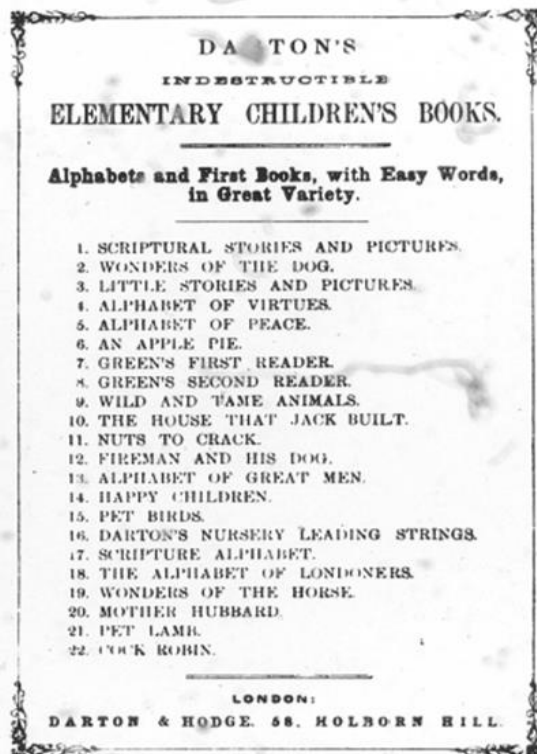 DARTON'S
INDESTRUCTIBLE
ELEMENTARY CHILDREN'S BOOKS.
Alphabets and First Books, with Easy Words,
in Great Variety.
1. SCRIPTURAL STORIES AND PICTURES.
2. WONDERS OF THE DOG.
3. LITTLE STORIES AND PICTURES.
4. ALPHABET OF VIRTUES.
5. ALPHABET OF PEACE.
6. AN APPLE PIE.
7. GREEN'S FIRST READER.
8. GREEN'S SECOND READER.
9. WILD AND TAME ANIMALS.
10. THE HOUSE THAT JACK BUILT.
11. NUTS TO CRACK.
12. FIREMAN AND HIS DOG.
13. ALPHABET OF GREAT MEN.
14. HAPPY CHILDREN.
15. PET BIRDS.
16. DARTON'S NURSERY LEADING STRINGS.
17. SCRIPTURE ALPHABET.
18. THE ALPHABET OF LONDONERS.
19. WONDERS OF THE HORSE.
20. MOTHER HUBBARD.
21. PET LAMB.
22. COCK ROBIN.
LONDON:
DARTON & HODGE. 58. HOLBORN HILL.